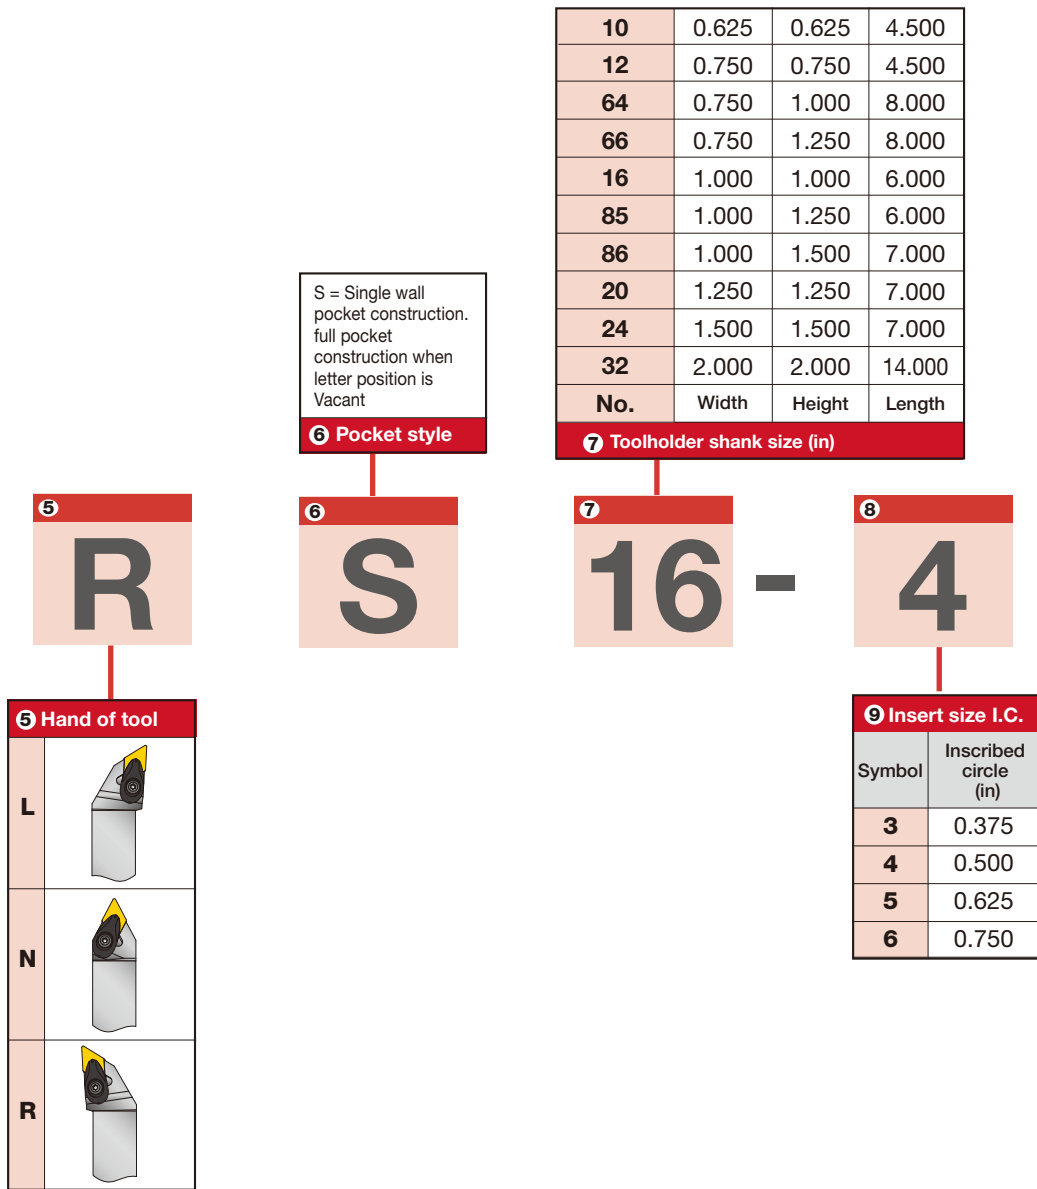 10 0.625 0.625 4.500
12 0.750 0.750 4.500
64 0.750 1.000 8.000
66 0.750 1.250 8.000
16 1.000 1.000 6.000
85 1.000 1.250 6.000
86 1.000 1.500 7.000
20 1.250 1.250 7.000
24 1.500 1.500 7.000
32 2.000 2.000 14.000
No. Width Height Length
7 Toolholder shank size (in)
S = Single wall
pocket construction.
full pocket
construction when
letter position is
Vacant
6 Pocket style
5
R
6
S
7
16
-
8
4
5 Hand of tool
L
N
R
9 Insert size I.C.
Symbol Inscribed
circle
(in)
3 0.375
4 0.500
5 0.625
6 0.750